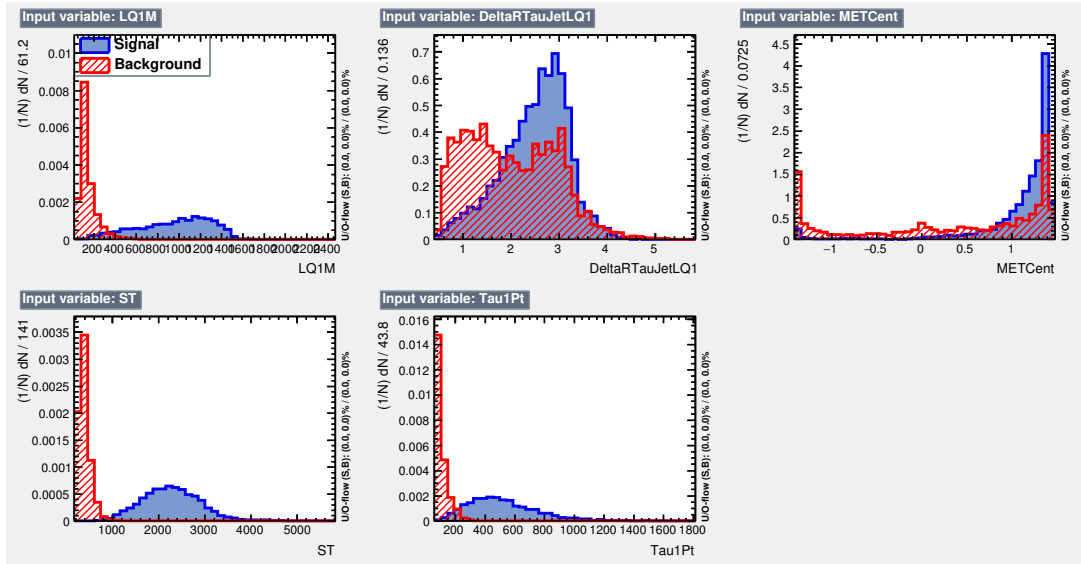 Input variable: LQ1M
(1/N) dN / 61.2
0.01
0.008
0.006
0.004
0.002
0
Signal
Background
200 400 600 800 1000 1200 1400 1600 1800 2000 2200 2400
LQ1M
U/O-flow (S,B): (0.0, 0.0)% / (0.0, 0.0)%
Input variable: DeltaRTauJetLQ1
(1/N) dN / 0.136
0.7
0.6
0.5
0.4
0.3
0.2
0.1
0
1 2 3 4 5
DeltaRTauJetLQ1
U/O-flow (S,B): (0.0, 0.0)% / (0.0, 0.0)%
Input variable: METCent
(1/N) dN / 0.0725
4.5
4
3.5
3
2.5
2
1.5
1
0.5
0
−1 −0.5 0 0.5 1
METCent
U/O-flow (S,B): (0.0, 0.0)% / (0.0, 0.0)%
Input variable: ST
(1/N) dN / 141
0.0035
0.003
0.0025
0.002
0.0015
0.001
0.0005
0
1000 2000 3000 4000 5000
ST
U/O-flow (S,B): (0.0, 0.0)% / (0.0, 0.0)%
Input variable: Tau1Pt
(1/N) dN / 43.8
0.016
0.014
0.012
0.01
0.008
0.006
0.004
0.002
0
200 400 600 800 1000 1200 1400 1600 1800
Tau1Pt
U/O-flow (S,B): (0.0, 0.0)% / (0.0, 0.0)%